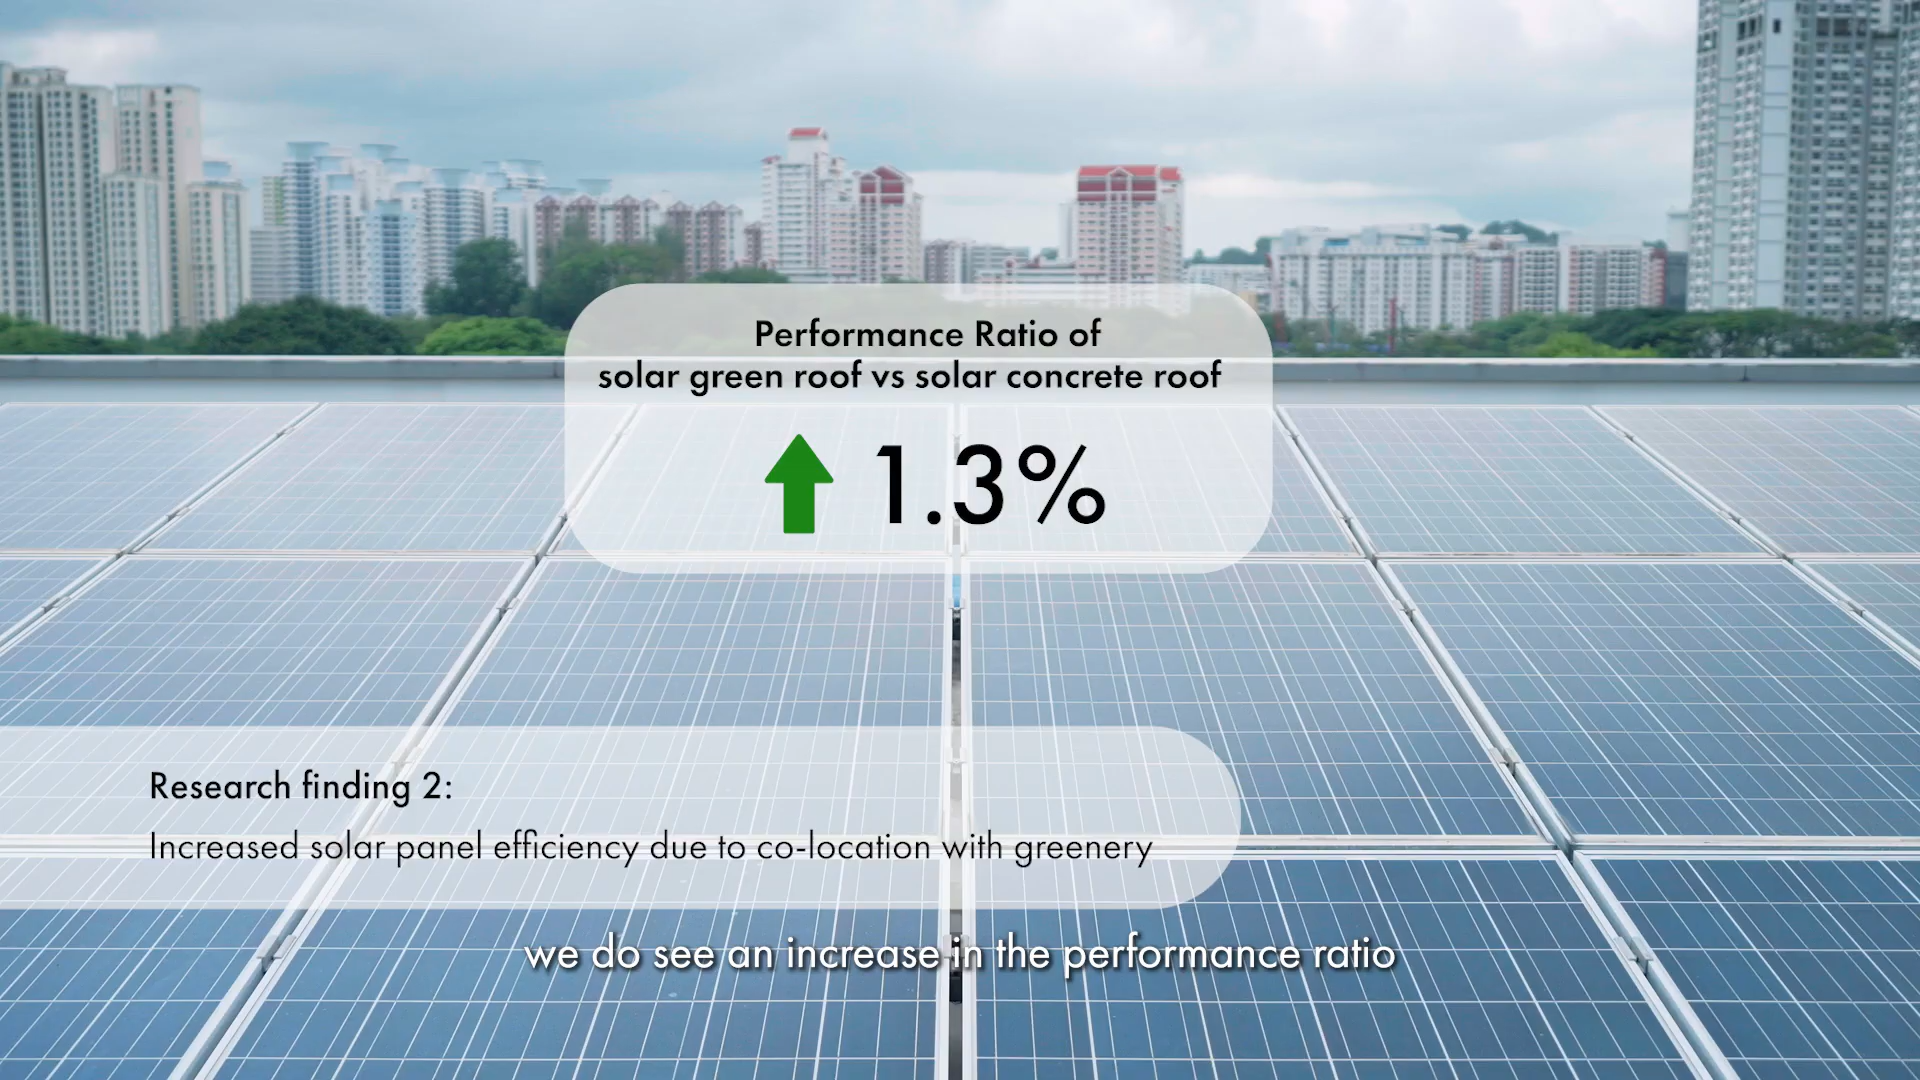 Performance Ratio of
solar green roof vs solar concrete roof
1.3%
Research finding 2:
Increased solar panel efficiency due to co-location with greenery
we do see an increase in the performance ratio